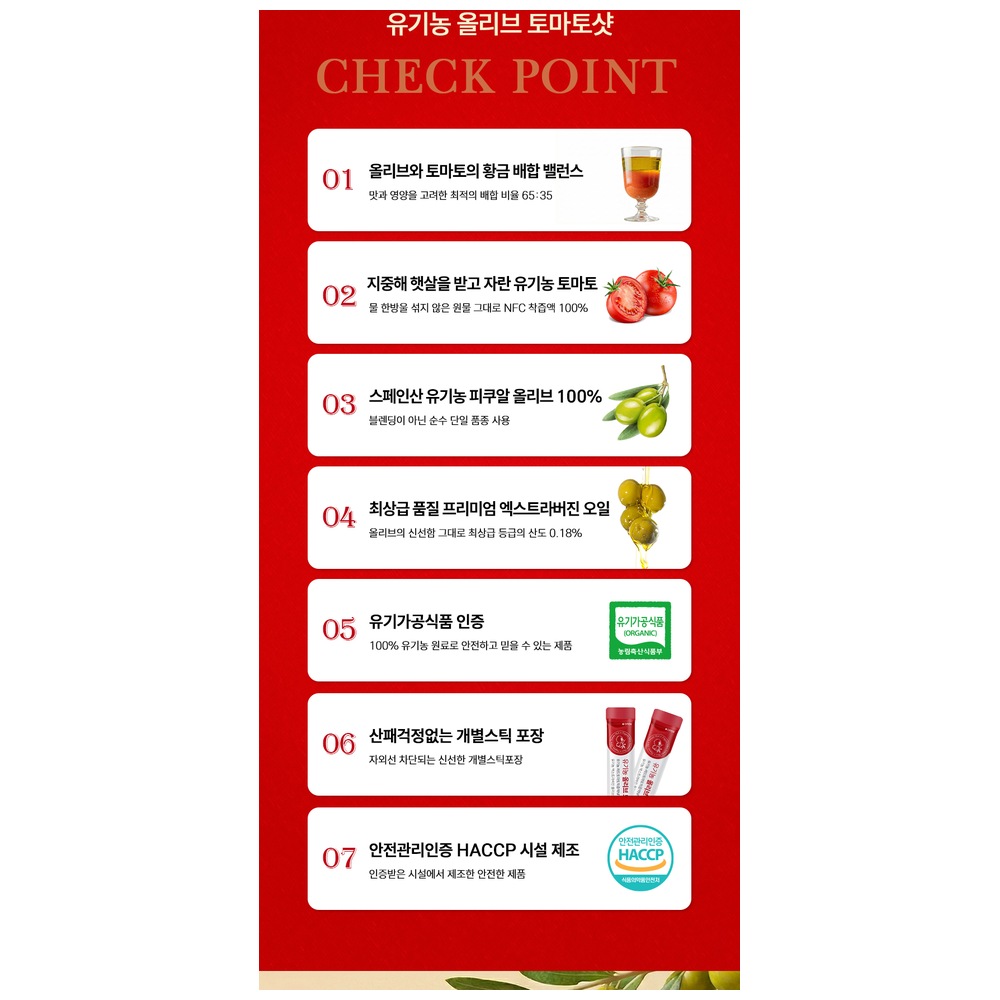 유기농 올리브 토마토샷
CHECK POINT
01
올리브와 토마토의 황금 배합 밸런스
맛과 영양을 고려한 최적의 배합 비율 65:35
02
지중해 햇살을 받고 자란 유기농 토마토
물 한방울 섞지 않은 원물 그대로 NFC 착즙액 100%
03
스페인산 유기농 피쿠알 올리브 100%
블렌딩이 아닌 순수 단일 품종 사용
04
최상급 품질 프리미엄 엑스트라버진 오일
올리브의 신선함 그대로 최상급 등급의 산도 0.18%
05
유기가공식품 인증
100% 유기농 원료로 안전하고 믿을 수 있는 제품
유기가공식품
(ORGANIC)
농림축산식품부
06
산패걱정없는 개별스틱 포장
자외선 차단되는 신선한 개별스틱포장
유기농 올리브
유기농 올리브
07
안전관리인증 HACCP 시설 제조
인증받은 시설에서 제조한 안전한 제품
안전관리인증
HACCP
식품의약품안전처